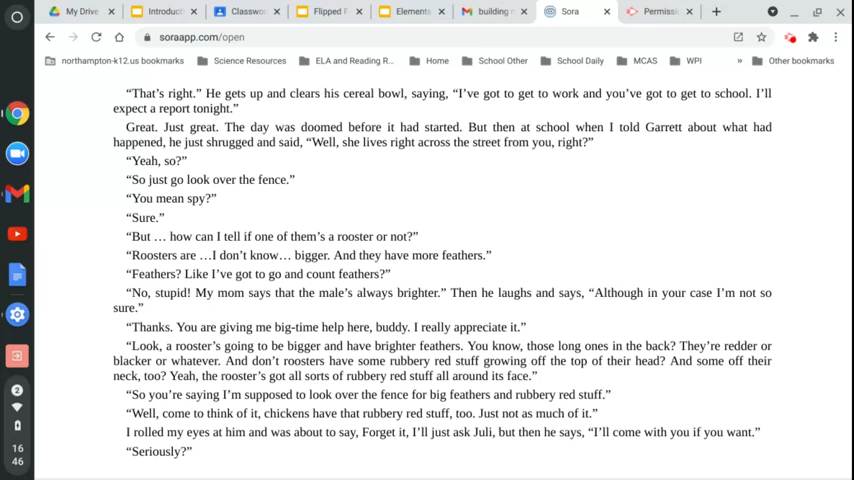 My Drive
Introduct
Classwor
Flipped F
Elements
building n
Sora
Permissi
soraapp.com/open
northampton-k12.us bookmarks
Science Resources
ELA and Reading R...
Home
School Other
School Daily
MCAS
WPI
»
Other bookmarks
“That’s right.” He gets up and clears his cereal bowl, saying, “I’ve got to get to work and you’ve got to get to school. I’ll
expect a report tonight.”
Great. Just great. The day was doomed before it had started. But then at school when I told Garrett about what had
happened, he just shrugged and said, “Well, she lives right across the street from you, right?”
“Yeah, so?”
“So just go look over the fence.”
“You mean spy?”
“Sure.”
“But … how can I tell if one of them’s a rooster or not?”
“Roosters are …I don’t know… bigger. And they have more feathers.”
“Feathers? Like I’ve got to go and count feathers?”
“No, stupid! My mom says that the male’s always brighter.” Then he laughs and says, “Although in your case I’m not so
sure.”
“Thanks. You are giving me big-time help here, buddy. I really appreciate it.”
“Look, a rooster’s going to be bigger and have brighter feathers. You know, those long ones in the back? They’re redder or
blacker or whatever. And don’t roosters have some rubbery red stuff growing off the top of their head? And some off their
neck, too? Yeah, the rooster’s got all sorts of rubbery red stuff all around its face.”
“So you’re saying I’m supposed to look over the fence for big feathers and rubbery red stuff.”
“Well, come to think of it, chickens have that rubbery red stuff, too. Just not as much of it.”
I rolled my eyes at him and was about to say, Forget it, I’ll just ask Juli, but then he says, “I’ll come with you if you want.”
“Seriously?”
2
16
46